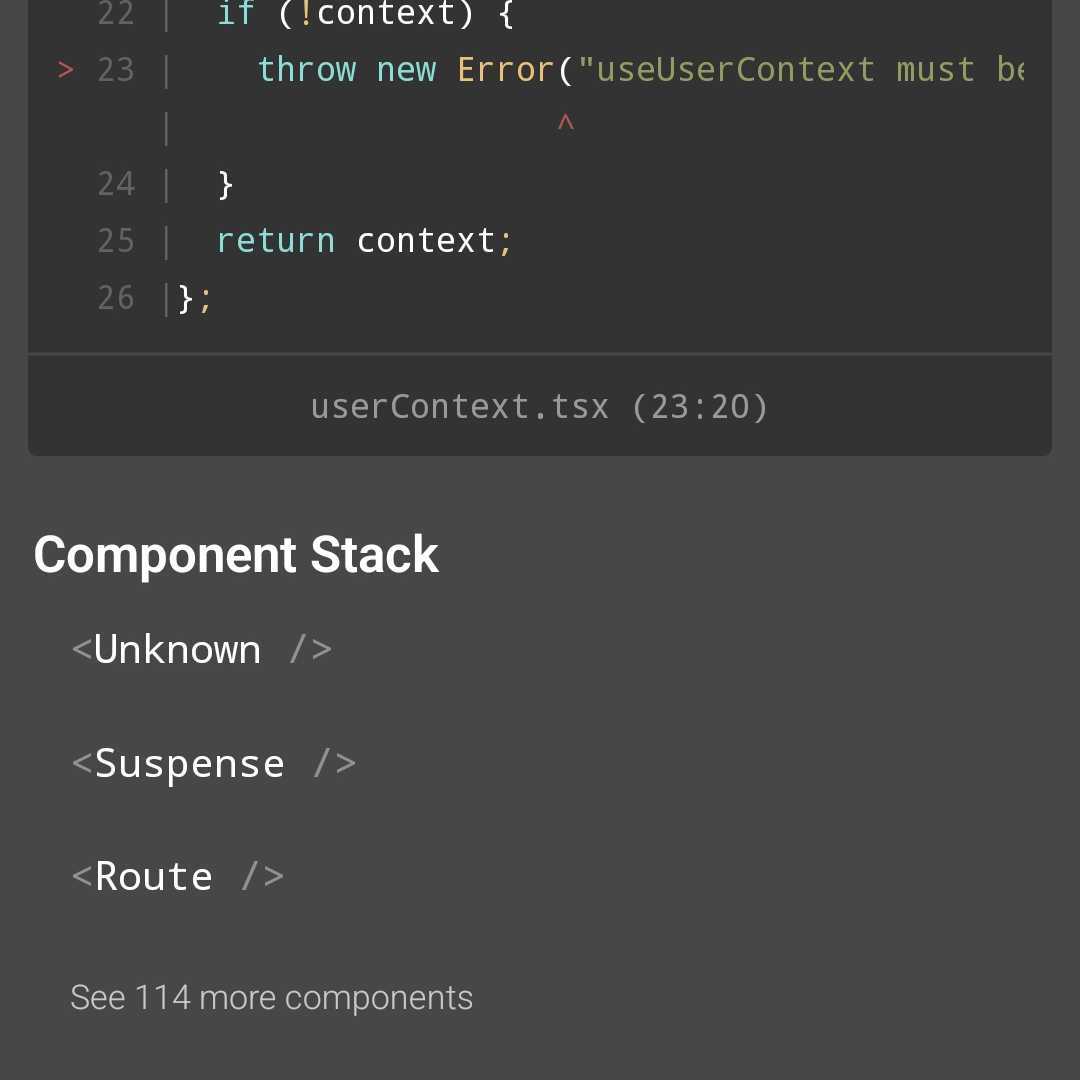 22 |  if (!context) {
> 23 |    throw new Error("useUserContext must
|                   ^
24 |  }
25 |  return context;
26 |};
userContext.tsx (23:20)
Component Stack
<Unknown />
<Suspense />
<Route />
See 114 more components